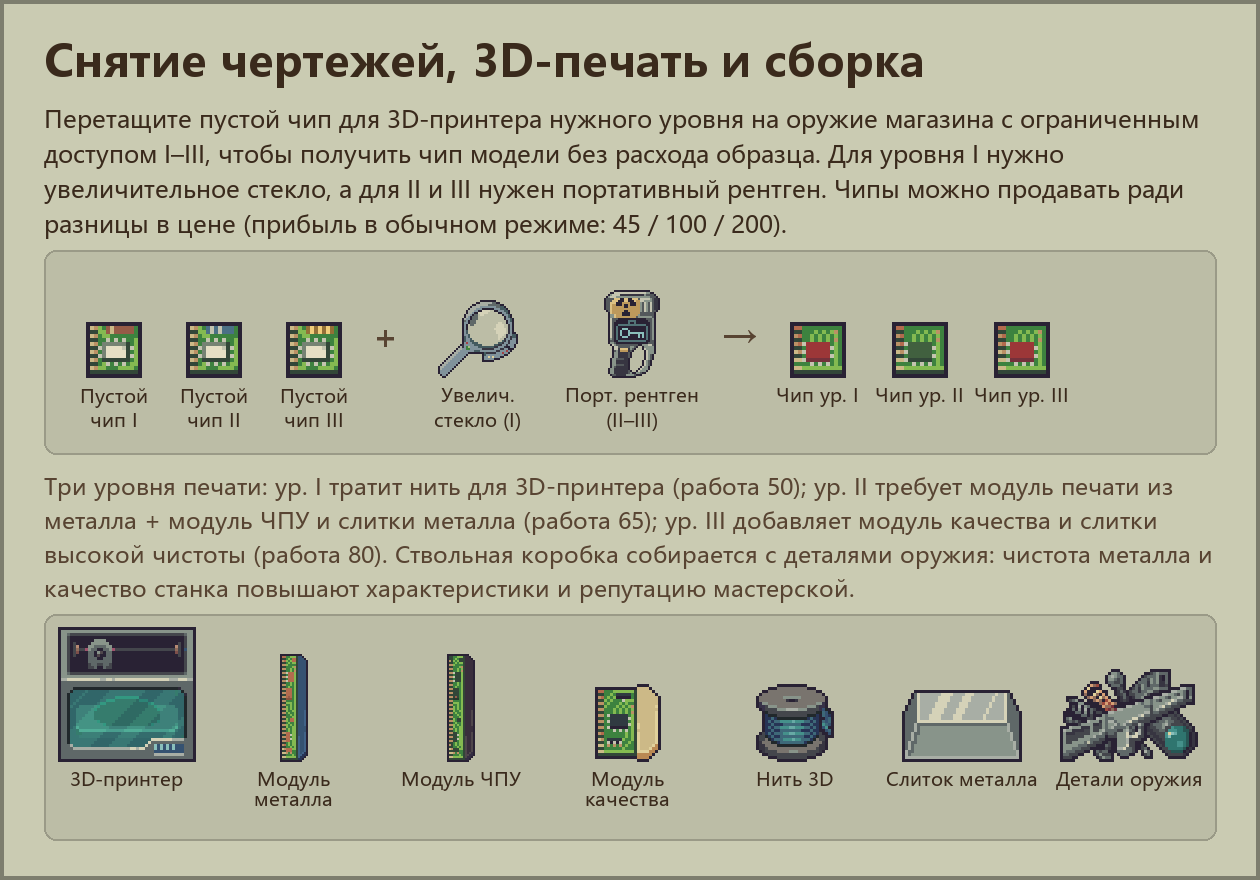 Снятие чертежей, 3D-печать и сборка
Перетащите пустой чип для 3D-принтера нужного уровня на оружие магазина с ограниченным
доступом I–III, чтобы получить чип модели без расхода образца. Для уровня I нужно
увеличительное стекло, а для II и III нужен портативный рентген. Чипы можно продавать ради
разницы в цене (прибыль в обычном режиме: 45 / 100 / 200).
Пустой чип I
Пустой чип II
Пустой чип III
+
Увелич. стекло (I)
Порт. рентген (II–III)
→
Чип ур. I
Чип ур. II
Чип ур. III
Три уровня печати: ур. I тратит нить для 3D-принтера (работа 50); ур. II требует модуль печати из
металла + модуль ЧПУ и слитки металла (работа 65); ур. III добавляет модуль качества и слитки
высокой чистоты (работа 80). Ствольная коробка собирается с деталями оружия: чистота металла и
качество станка повышают характеристики и репутацию мастерской.
3D-принтер
Модуль металла
Модуль ЧПУ
Модуль качества
Нить 3D
Слиток металла
Детали оружия